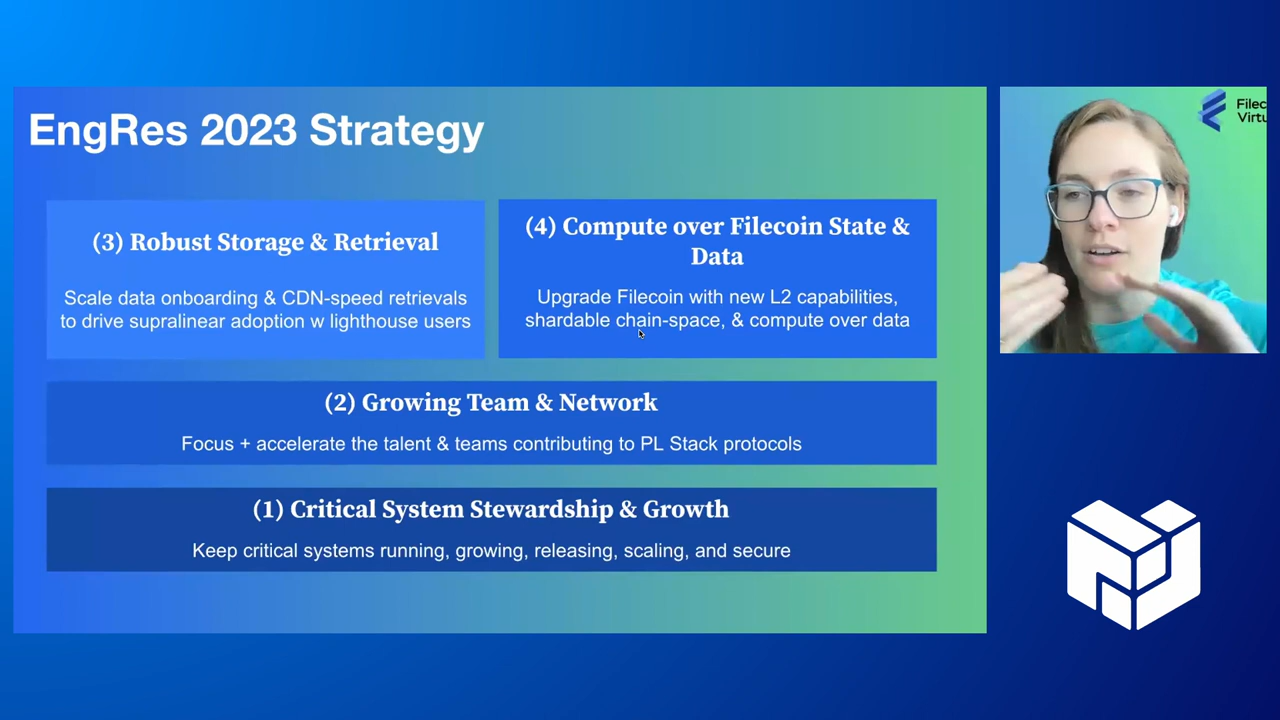 EngRes 2023 Strategy
(3) Robust Storage & Retrieval
Scale data onboarding & CDN-speed retrievals
to drive supralinear adoption w lighthouse users
(4) Compute over Filecoin State &
Data
Upgrade Filecoin with new L2 capabilities,
shardable chain-space, & compute over data
(2) Growing Team & Network
Focus + accelerate the talent & teams contributing to PL Stack protocols
(1) Critical System Stewardship & Growth
Keep critical systems running, growing, releasing, scaling, and secure